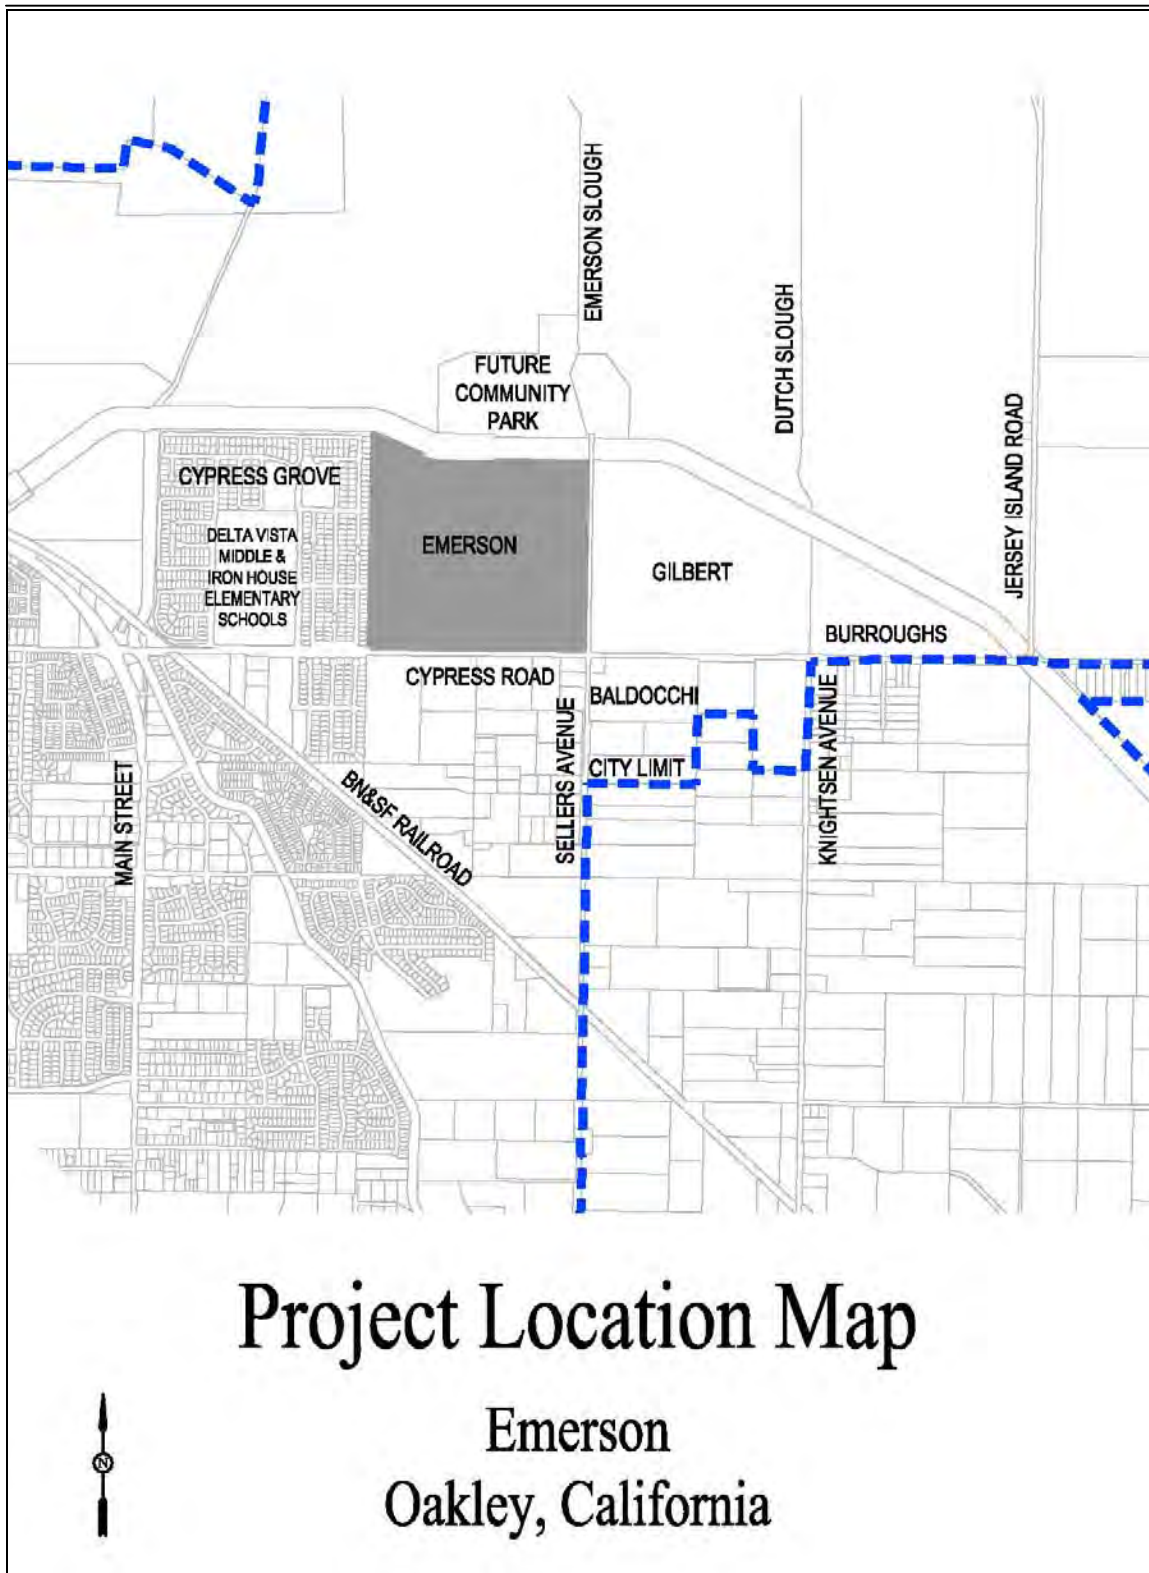 EMERSON SLOUGH
DUTCH SLOUGH
FUTURE
COMMUNITY
PARK
JERSEY ISLAND ROAD
CYPRESS GROVE
DELTA VISTA
MIDDLE &
IRON HOUSE
ELEMENTARY
SCHOOLS
EMERSON
GILBERT
BURROUGHS
CYPRESS ROAD
BALDOCCHI
SELLERS AVENUE
CITY LIMIT
KNIGHTSEN AVENUE
MAIN STREET
BN&SF RAILROAD
Project Location Map
N
Emerson
Oakley, California